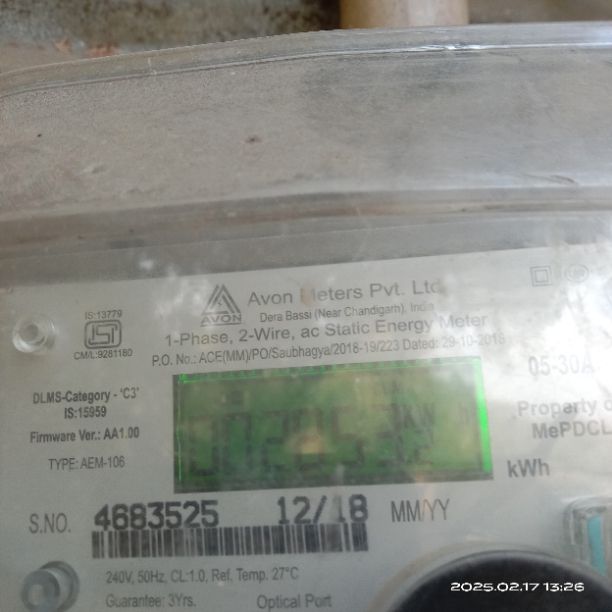 Avon Meters Pvt. Ltd.
AVON
Dera Bassi (Near Chandigarh), India
IS:13779
ISI
CM/L:9281180
1-Phase, 2-Wire, ac Static Energy Meter
P.O. No.: ACE(MM)/PO/Saubhagya/2018-19/223 Dated: 29-10-2018
05-30A
DLMS-Category - 'C3'
IS:15959
Property o
MePDCL
Firmware Ver.: AA1.00
TYPE: AEM-106
kWh
S.NO. 4683525 12/18 MM/YY
240V, 50Hz, CL:1.0, Ref. Temp. 27°C
Guarantee: 3Yrs. Optical Port
2025.02.17 13:26